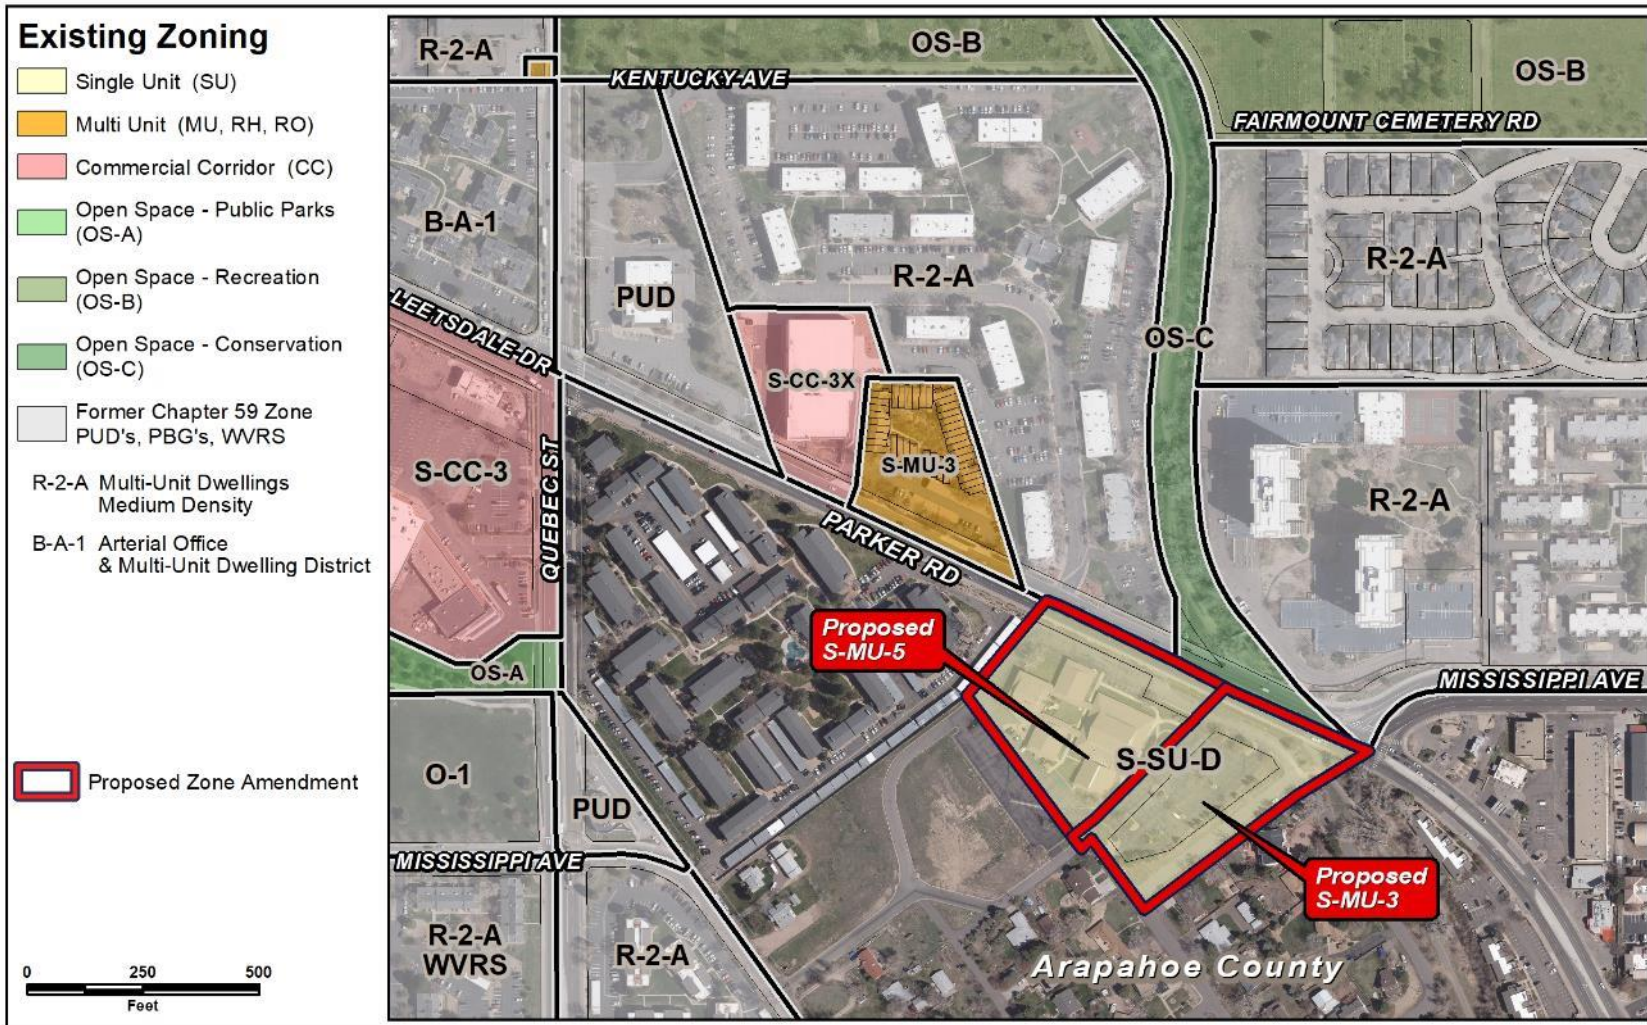 Existing Zoning
Single Unit (SU)
Multi Unit (MU, RH, RO)
Commercial Corridor (CC)
Open Space - Public Parks
(OS-A)
Open Space - Recreation
(OS-B)
Open Space - Conservation
(OS-C)
Former Chapter 59 Zone
PUD's, PBG's, WVRS
R-2-A Multi-Unit Dwellings
Medium Density
B-A-1 Arterial Office
& Multi-Unit Dwelling District
Proposed Zone Amendment
0 250 500
Feet
R-2-A
OS-B
OS-B
KENTUCKY AVE
FAIRMOUNT CEMETERY RD
B-A-1
PUD
R-2-A
R-2-A
LEETSDALE DR
OS-C
S-CC-3X
S-CC-3
QUEBEC ST
S-MU-3
R-2-A
PARKER RD
Proposed
S-MU-5
OS-A
MISSISSIPPI AVE
S-SU-D
O-1
PUD
MISSISSIPPI AVE
Proposed
S-MU-3
R-2-A
WVRS
R-2-A
Arapahoe County